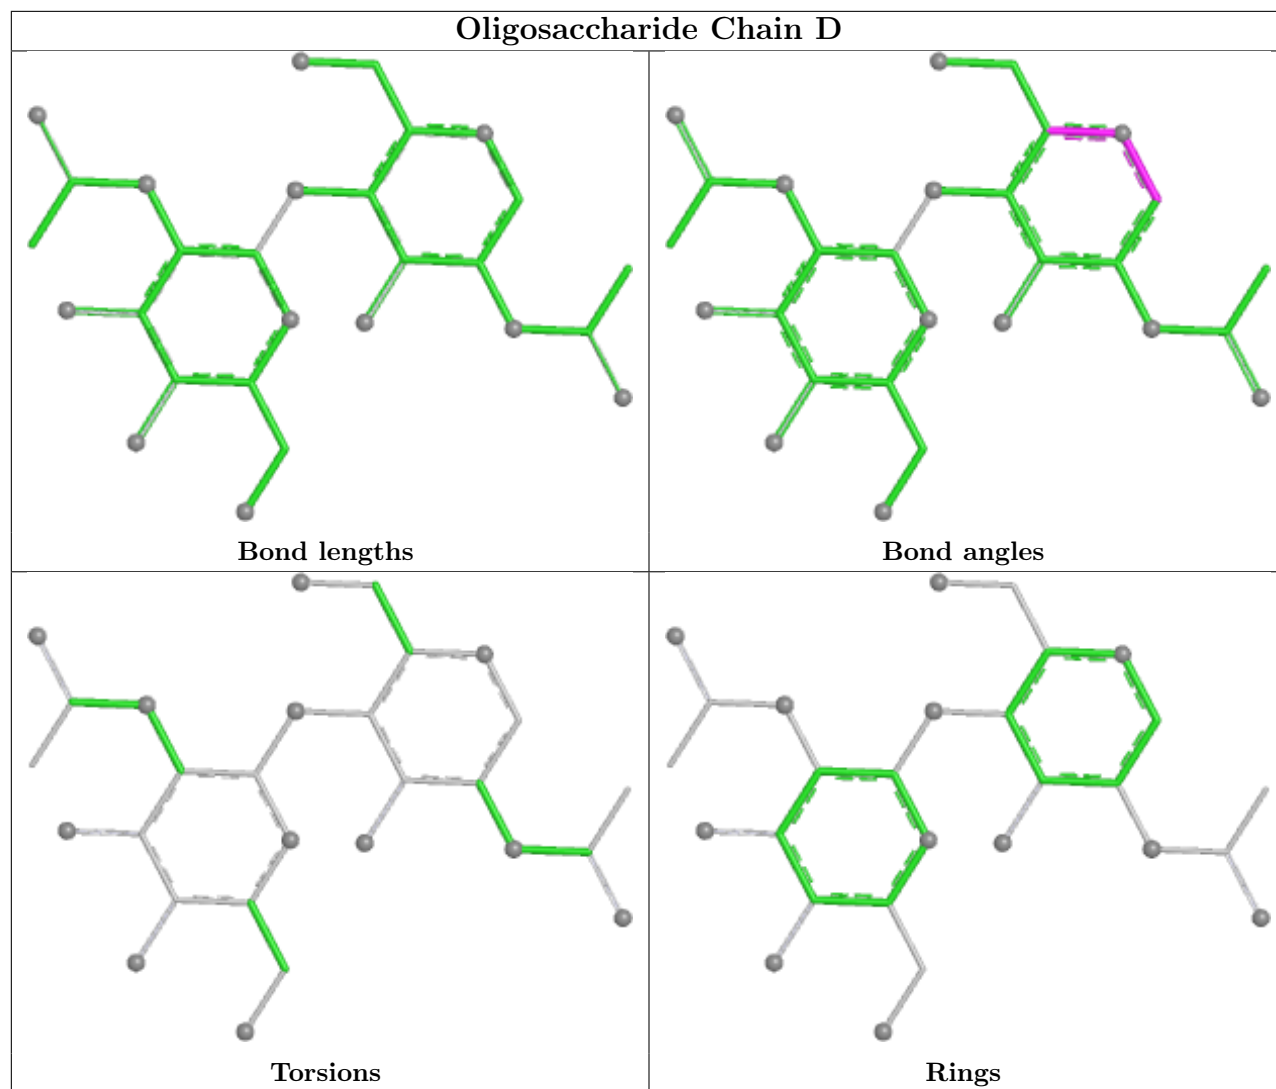 Oligosaccharide Chain D
Bond lengths
Bond angles
Torsions
Rings